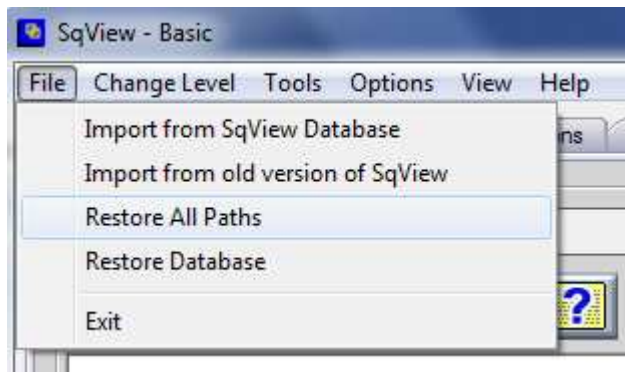 SqView - Basic
File Change Level Tools Options View Help
Import from SqView Database
ns
Import from old version of SqView
Restore All Paths
Restore Database
?
Exit